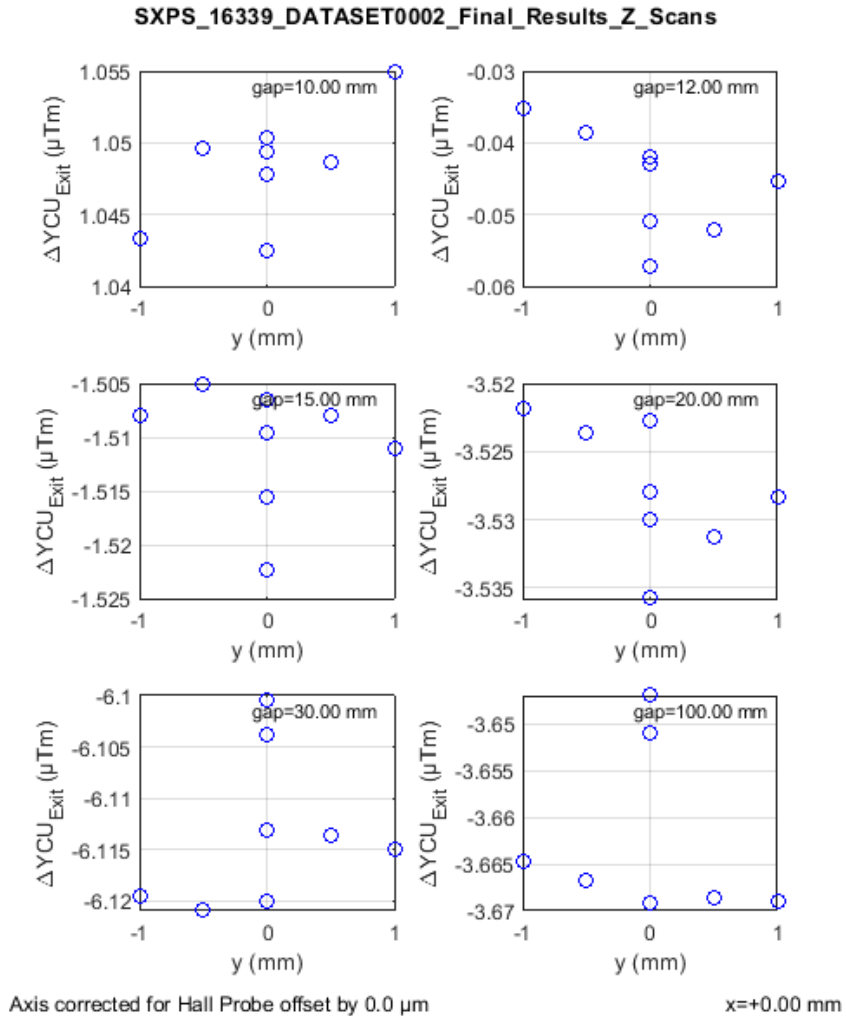 SXPS_16339_DATASET0002_Final_Results_Z_Scans
gap=10.00 mm
1.055
1.05
1.045
1.04
ΔYCU_Exit (μTm)
-1 0 1
y (mm)
gap=12.00 mm
-0.03
-0.04
-0.05
-0.06
ΔYCU_Exit (μTm)
-1 0 1
y (mm)
gap=15.00 mm
-1.505
-1.51
-1.515
-1.52
-1.525
ΔYCU_Exit (μTm)
-1 0 1
y (mm)
gap=20.00 mm
-3.52
-3.525
-3.53
-3.535
ΔYCU_Exit (μTm)
-1 0 1
y (mm)
gap=30.00 mm
-6.1
-6.105
-6.11
-6.115
-6.12
ΔYCU_Exit (μTm)
-1 0 1
y (mm)
gap=100.00 mm
-3.65
-3.655
-3.66
-3.665
-3.67
ΔYCU_Exit (μTm)
-1 0 1
y (mm)
Axis corrected for Hall Probe offset by 0.0 μm
x=+0.00 mm